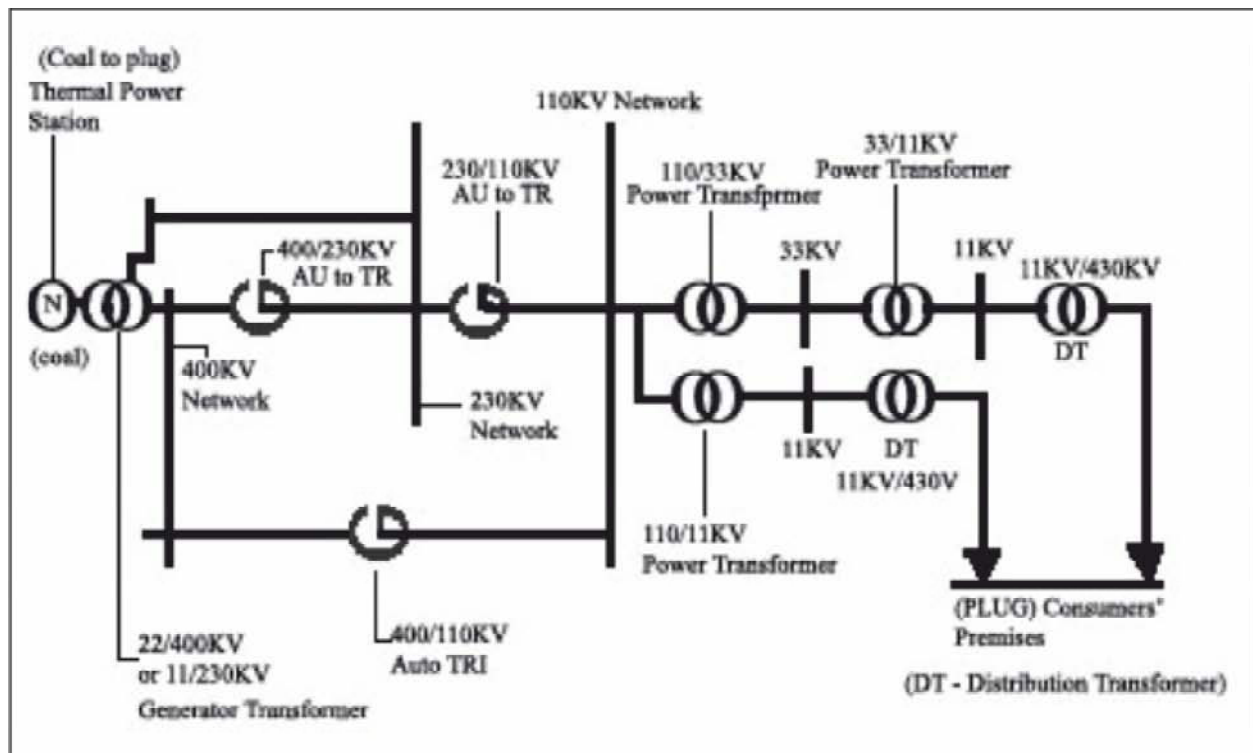 (Coal to plug)
Thermal Power
Station
110KV Network
230/110KV
AU to TR
110/33KV
Power Transfprmer
33/11KV
Power Transformer
400/230KV
AU to TR
33KV
11KV
11KV/430KV
N
DT
(coal)
400KV
Network
230KV
Network
11KV
DT
11KV/430V
110/11KV
Power Transformer
(PLUG) Consumers'
Premises
22/400KV
or 11/230KV
Generator Transformer
400/110KV
Auto TRI
(DT - Distribution Transformer)